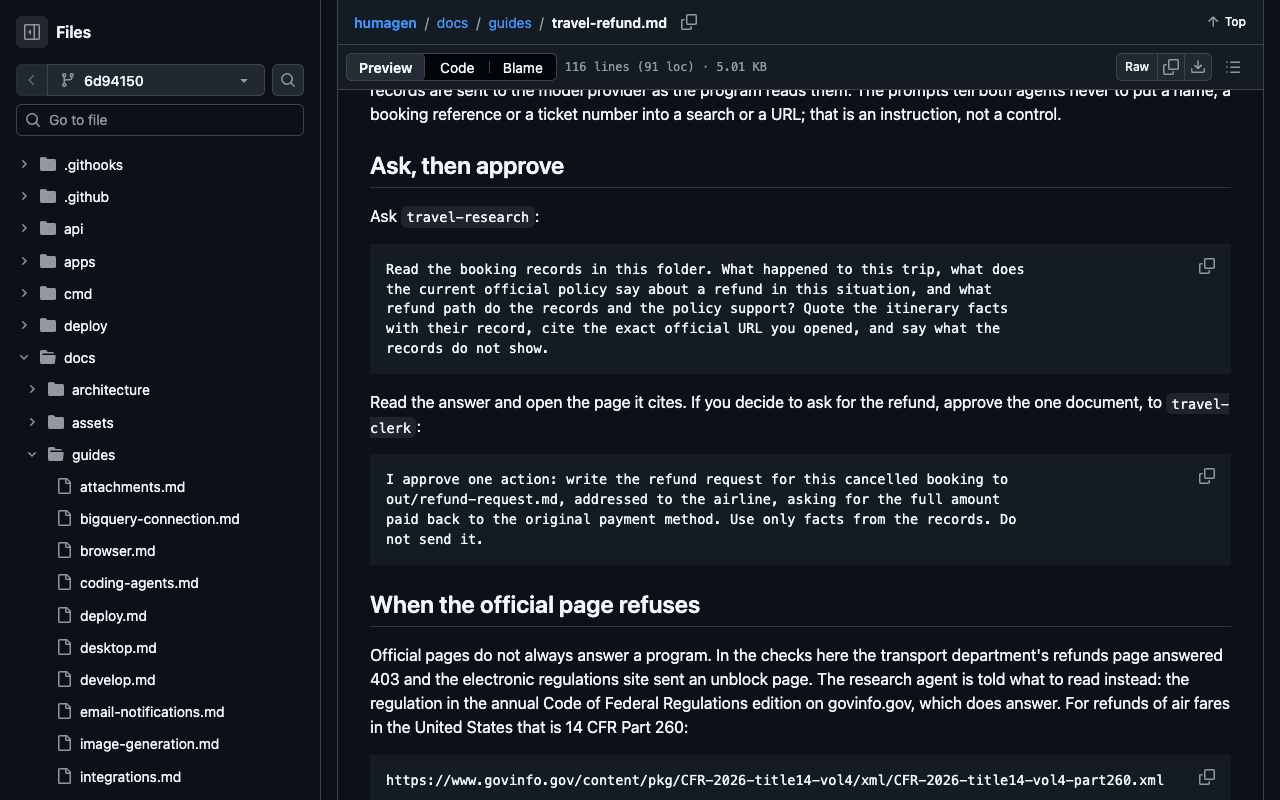 Files
6d94150
Go to file
.githooks
.github
api
apps
cmd
deploy
docs
architecture
assets
guides
attachments.md
bigquery-connection.md
browser.md
coding-agents.md
deploy.md
desktop.md
develop.md
email-notifications.md
image-generation.md
integrations.md
humagen / docs / guides / travel-refund.md
Top
Preview Code Blame 116 lines (91 loc) · 5.01 KB Raw
records are sent to the model provider as the program reads them. The prompts tell both agents never to put a name, a
booking reference or a ticket number into a search or a URL; that is an instruction, not a control.
Ask, then approve
Ask travel-research:
Read the booking records in this folder. What happened to this trip, what does
the current official policy say about a refund in this situation, and what
refund path do the records and the policy support? Quote the itinerary facts
with their record, cite the exact official URL you opened, and say what the
records do not show.
Read the answer and open the page it cites. If you decide to ask for the refund, approve the one document, to travel-
clerk:
I approve one action: write the refund request for this cancelled booking to
out/refund-request.md, addressed to the airline, asking for the full amount
paid back to the original payment method. Use only facts from the records. Do
not send it.
When the official page refuses
Official pages do not always answer a program. In the checks here the transport department's refunds page answered
403 and the electronic regulations site sent an unblock page. The research agent is told what to read instead: the
regulation in the annual Code of Federal Regulations edition on govinfo.gov, which does answer. For refunds of air fares
in the United States that is 14 CFR Part 260:
https://www.govinfo.gov/content/pkg/CFR-2026-title14-vol4/xml/CFR-2026-title14-vol4-part260.xml